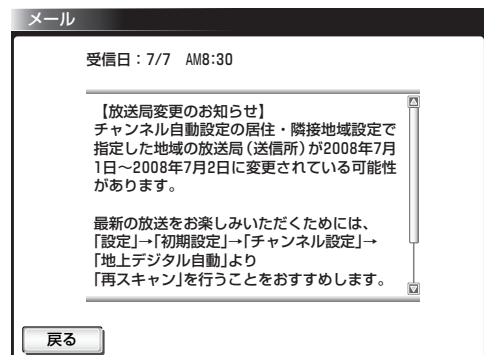 メール
受信日：7/7 AM8:30
【放送局変更のお知らせ】
チャンネル自動設定の居住・隣接地域設定で
指定した地域の放送局(送信所)が2008年7月
1日～2008年7月2日に変更されている可能性
があります。
最新の放送をお楽しみいただくためには、
「設定」→「初期設定」→「チャンネル設定」→
「地上デジタル自動」より
「再スキャン」を行うことをおすすめします。
戻る